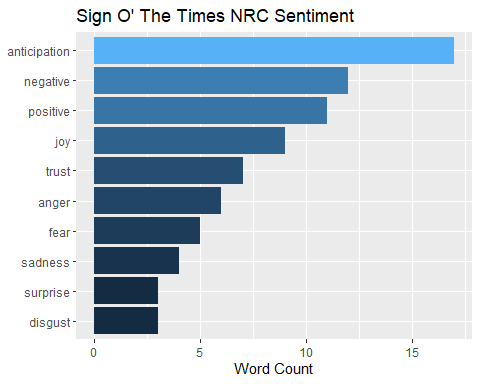 Sign O' The Times NRC Sentiment
anticipation
negative
positive
joy
trust
anger
fear
sadness
surprise
disgust
0 5 10 15
Word Count